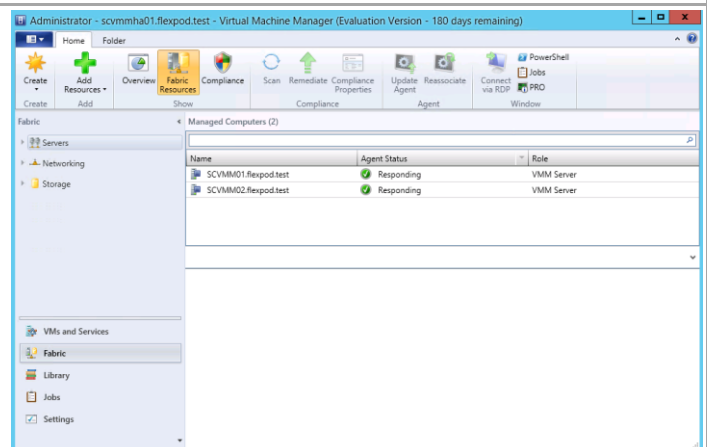 Administrator - scvmmha01.flexpod.test - Virtual Machine Manager (Evaluation Version - 180 days remaining)
Home Folder
Create Add Resources Overview Fabric Resources Compliance Scan Remediate Compliance Properties Update Agent Reassociate Connect via RDP PowerShell Jobs PRO
Create Add Show Compliance Agent Window
Fabric Managed Computers (2)
Servers
Name Agent Status Role
Networking
SCVMM01.flexpod.test Responding VMM Server
Storage
SCVMM02.flexpod.test Responding VMM Server
VMs and Services
Fabric
Library
Jobs
Settings